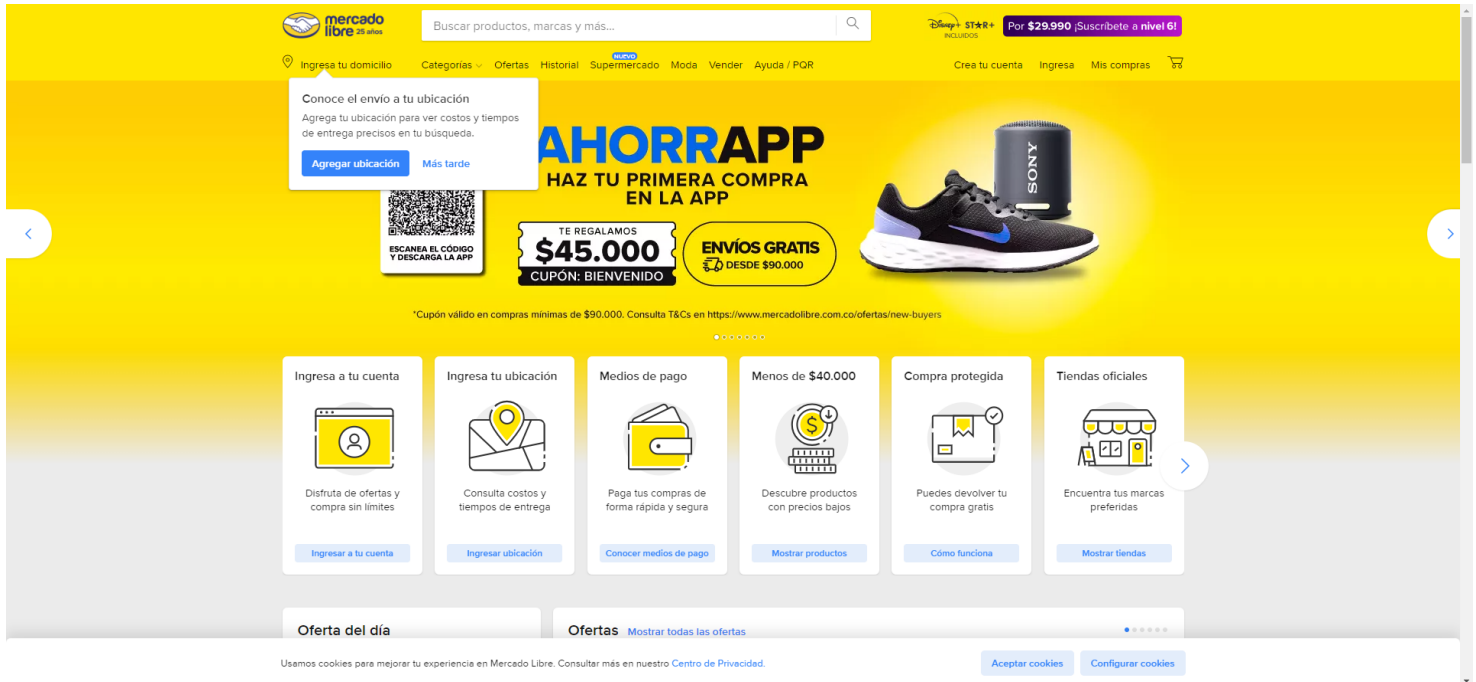 mercado
libre 25 años
Buscar productos, marcas y más...
Disney+ ST★R+
INCLUIDOS
Por $29.990 ¡Suscríbete a nivel 6!
Ingresa tu domicilio
Categorías
Ofertas
Historial
NUEVO
Supermercado
Moda
Vender
Ayuda / PQR
Crea tu cuenta
Ingresa
Mis compras
Conoce el envío a tu ubicación
Agrega tu ubicación para ver costos y tiempos
de entrega precisos en tu búsqueda.
Agregar ubicación
Más tarde
AHORRAPP
HAZ TU PRIMERA COMPRA
EN LA APP
ESCANEA EL CÓDIGO
Y DESCARGA LA APP
TE REGALAMOS
$45.000
CUPÓN: BIENVENIDO
ENVÍOS GRATIS
DESDE $90.000
SONY
*Cupón válido en compras mínimas de $90.000. Consulta T&Cs en https://www.mercadolibre.com.co/ofertas/new-buyers
Ingresa a tu cuenta
Disfruta de ofertas y
compra sin límites
Ingresar a tu cuenta
Ingresa tu ubicación
Consulta costos y
tiempos de entrega
Ingresar ubicación
Medios de pago
Paga tus compras de
forma rápida y segura
Conocer medios de pago
Menos de $40.000
Descubre productos
con precios bajos
Mostrar productos
Compra protegida
Puedes devolver tu
compra gratis
Cómo funciona
Tiendas oficiales
Encuentra tus marcas
preferidas
Mostrar tiendas
Oferta del día
Ofertas Mostrar todas las ofertas
Usamos cookies para mejorar tu experiencia en Mercado Libre. Consultar más en nuestro Centro de Privacidad.
Aceptar cookies
Configurar cookies